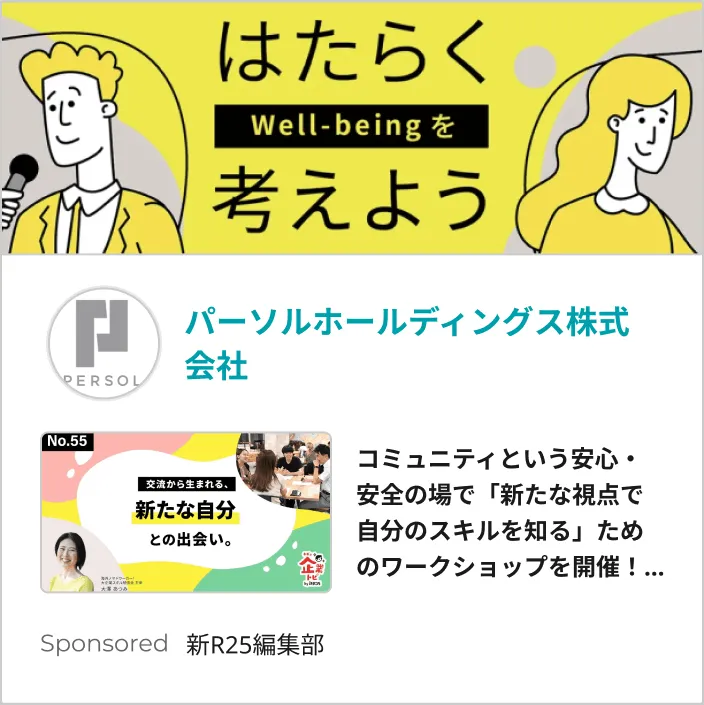 はたらく
Well-beingを
考えよう
PERSOL
パーソルホールディングス株式
会社
No.55
交流から生まれる、
新たな自分
との出会い。
企業
トピ
コミュニティという安心・
安全の場で「新たな視点で
自分のスキルを知る」ため
のワークショップを開催！...
Sponsored 新R25編集部